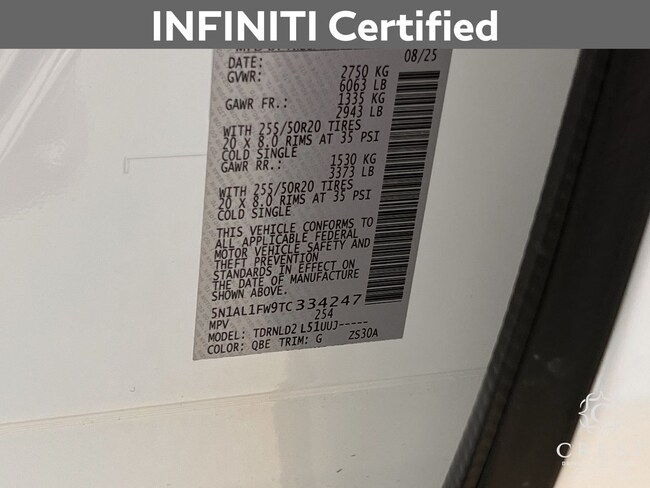 INFINITI Certified
DATE: 08/25
GVWR: 2750 KG
6063 LB
GAWR FR.: 1335 KG
2943 LB
WITH 255/50R20 TIRES
20 X 8.0 RIMS AT 35 PSI
COLD SINGLE
GAWR RR.: 1530 KG
3373 LB
WITH 255/50R20 TIRES
20 X 8.0 RIMS AT 35 PSI
COLD SINGLE
THIS VEHICLE CONFORMS TO
ALL APPLICABLE FEDERAL
MOTOR VEHICLE SAFETY AND
THEFT PREVENTION
STANDARDS IN EFFECT ON
THE DATE OF MANUFACTURE
SHOWN ABOVE.
5N1AL1FW9TC334247
MPV 254
MODEL: TDRNLD2 LS1UUJ-----
COLOR: QBE TRIM: G ZS30A